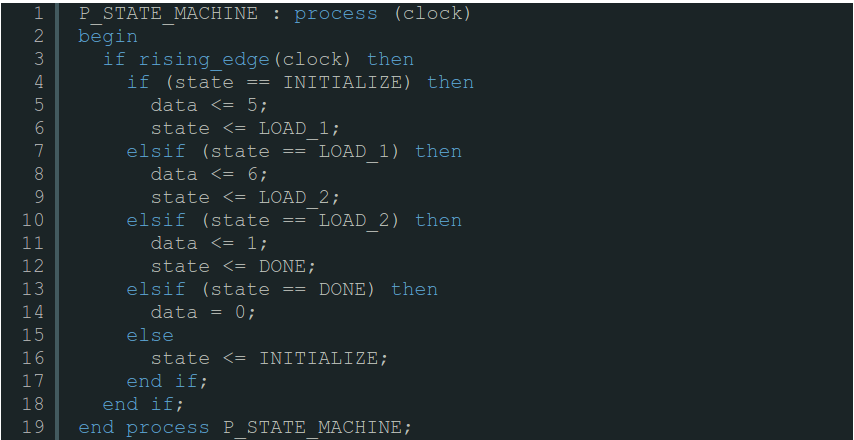 1 P_STATE_MACHINE : process (clock)
2 begin
3   if rising_edge(clock) then
4     if (state == INITIALIZE) then
5       data <= 5;
6       state <= LOAD_1;
7     elsif (state == LOAD_1) then
8       data <= 6;
9       state <= LOAD_2;
10     elsif (state == LOAD_2) then
11       data <= 1;
12       state <= DONE;
13     elsif (state == DONE) then
14       data = 0;
15     else
16       state <= INITIALIZE;
17     end if;
18   end if;
19 end process P_STATE_MACHINE;